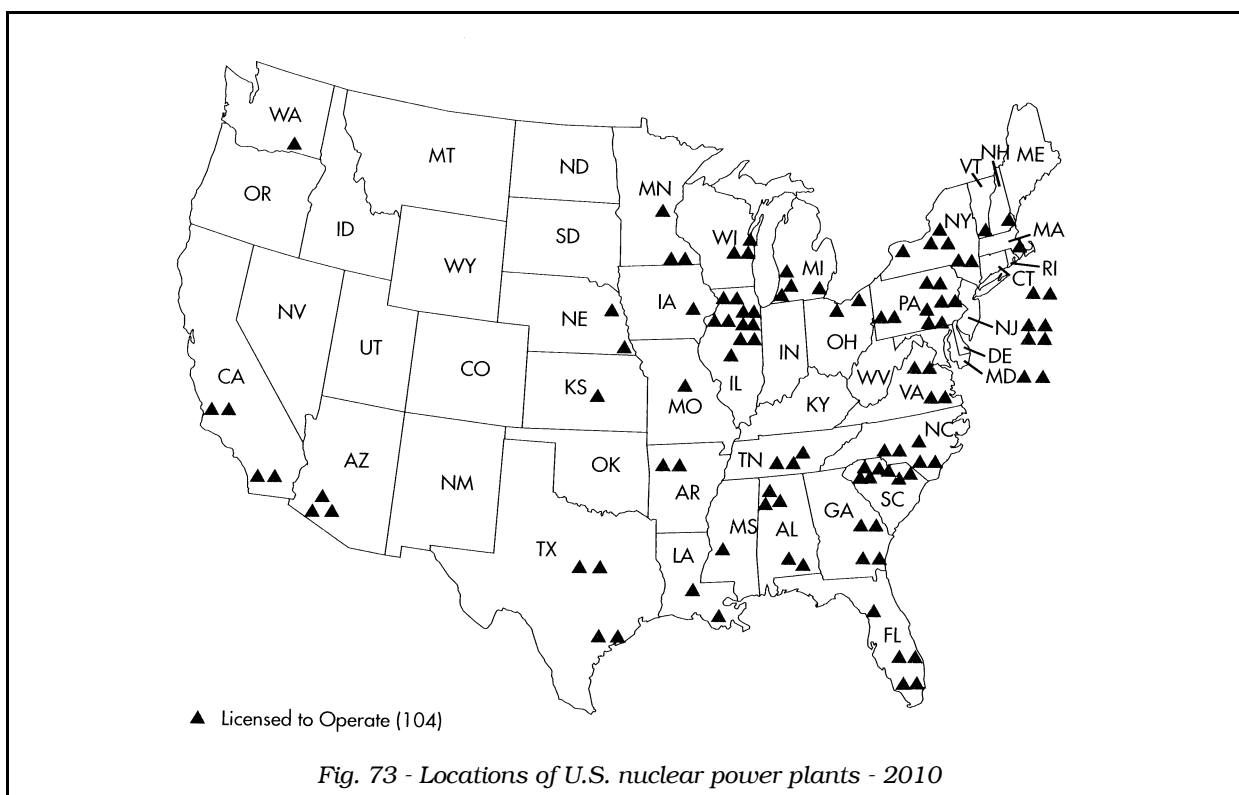 WA
MT
ND
MN
OR
ID
SD
WI
MI
NY
VT
NH
ME
MA
RI
CT
WY
NV
UT
CO
NE
IA
IL
IN
OH
PA
NJ
DE
MD
WV
VA
CA
KS
MO
KY
AZ
NM
OK
AR
TN
NC
SC
TX
LA
MS
AL
GA
FL
Licensed to Operate (104)
Fig. 73 - Locations of U.S. nuclear power plants - 2010